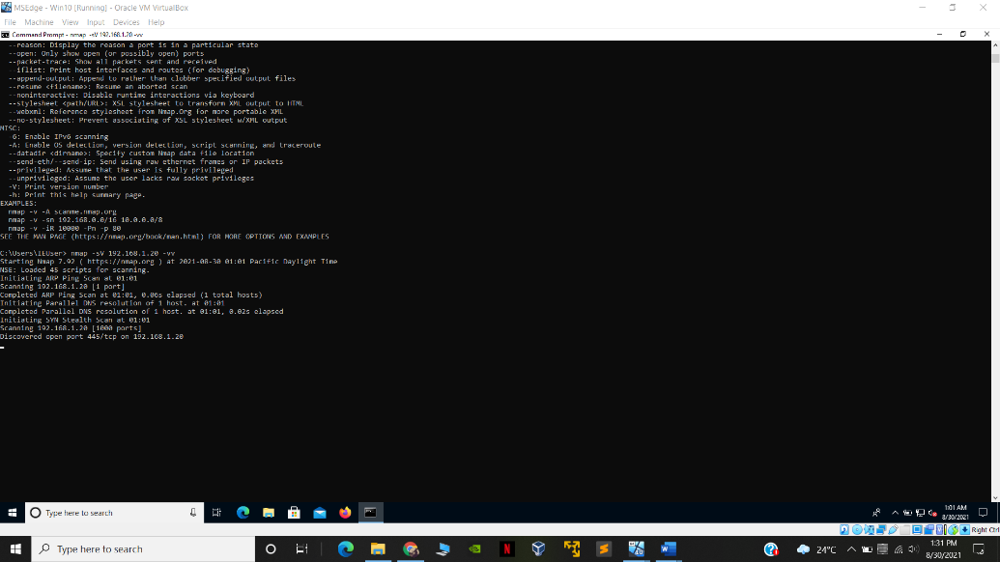 MSEdge - Win10 [Running] - Oracle VM VirtualBox
File Machine View Input Devices Help
Command Prompt - nmap -sV 192.168.1.20 -vv
--reason: Display the reason a port is in a particular state
--open: Only show open (or possibly open) ports
--packet-trace: Show all packets sent and received
--iflist: Print host interfaces and routes (for debugging)
--append-output: Append to rather than clobber specified output files
--resume <filename>: Resume an aborted scan
--noninteractive: Disable runtime interactions via keyboard
--stylesheet <path/URL>: XSL stylesheet to transform XML output to HTML
--webxml: Reference stylesheet from Nmap.Org for more portable XML
--no-stylesheet: Prevent associating of XSL stylesheet w/XML output
MISC:
-6: Enable IPv6 scanning
-A: Enable OS detection, version detection, script scanning, and traceroute
--datadir <dirname>: Specify custom Nmap data file location
--send-eth/--send-ip: Send using raw ethernet frames or IP packets
--privileged: Assume that the user is fully privileged
--unprivileged: Assume the user lacks raw socket privileges
-V: Print version number
-h: Print this help summary page.
EXAMPLES:
nmap -v -A scanme.nmap.org
nmap -v -sn 192.168.0.0/16 10.0.0.0/8
nmap -v -iR 10000 -Pn -p 80
SEE THE MAN PAGE (https://nmap.org/book/man.html) FOR MORE OPTIONS AND EXAMPLES
C:\Users\IEUser> nmap -sV 192.168.1.20 -vv
Starting Nmap 7.92 ( https://nmap.org ) at 2021-08-30 01:01 Pacific Daylight Time
NSE: Loaded 45 scripts for scanning.
Initiating ARP Ping Scan at 01:01
Scanning 192.168.1.20 [1 port]
Completed ARP Ping Scan at 01:01, 0.06s elapsed (1 total hosts)
Initiating Parallel DNS resolution of 1 host. at 01:01
Completed Parallel DNS resolution of 1 host. at 01:01, 0.02s elapsed
Initiating SYN Stealth Scan at 01:01
Scanning 192.168.1.20 [1000 ports]
Discovered open port 445/tcp on 192.168.1.20
Type here to search
1:01 AM
8/30/2021
Right Ctrl
Type here to search
24°C
1:31 PM
8/30/2021